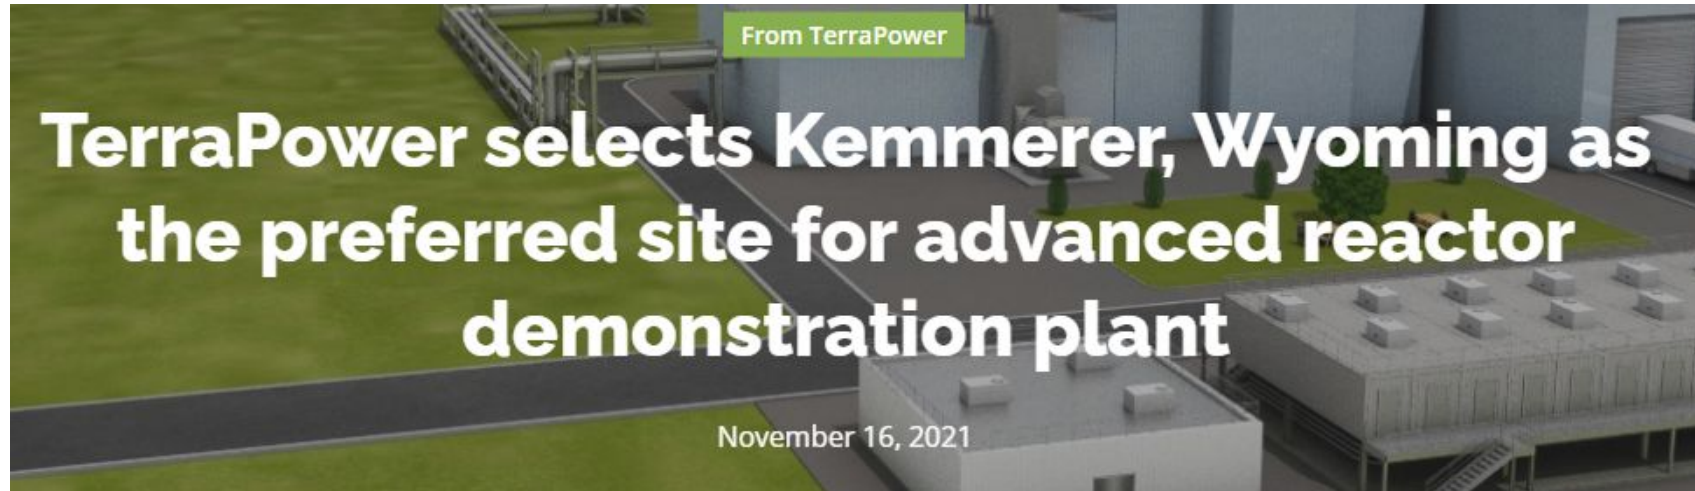 From TerraPower
TerraPower selects Kemmerer, Wyoming as
the preferred site for advanced reactor
demonstration plant
November 16, 2021